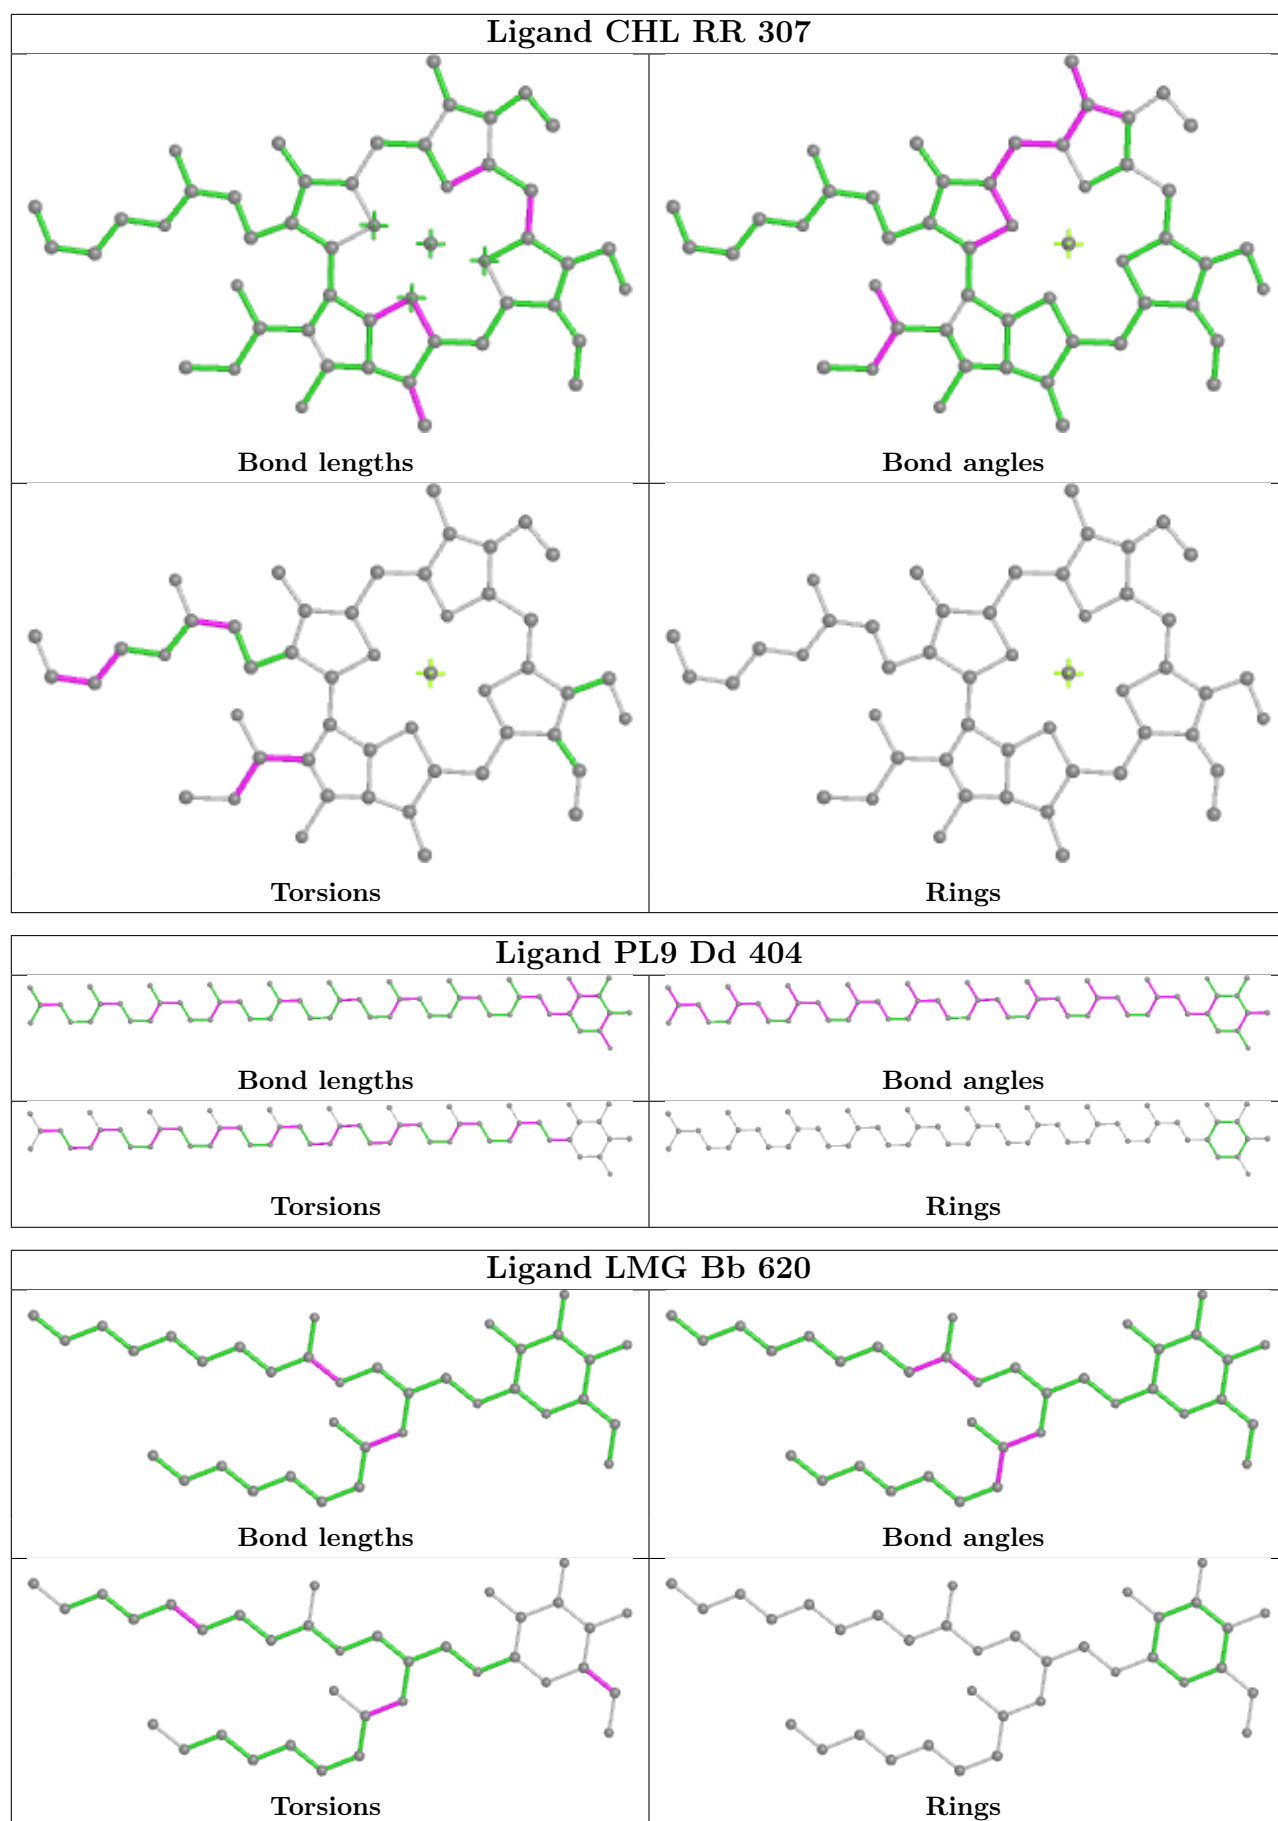 Ligand CHL RR 307
Bond lengths
Bond angles
Torsions
Rings
Ligand PL9 Dd 404
Bond lengths
Bond angles
Torsions
Rings
Ligand LMG Bb 620
Bond lengths
Bond angles
Torsions
Rings